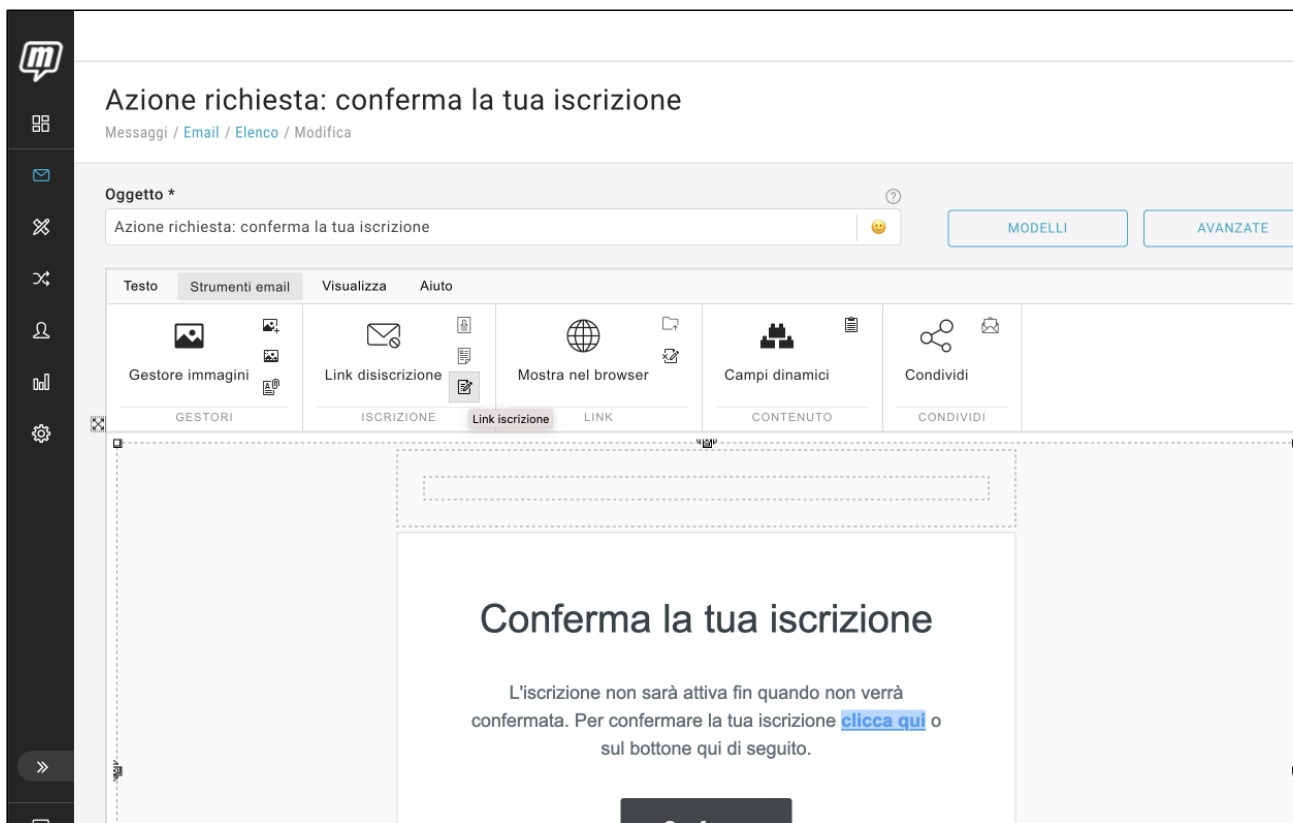 Azione richiesta: conferma la tua iscrizione
Messaggi / Email / Elenco / Modifica
Oggetto *
Azione richiesta: conferma la tua iscrizione
MODELLI
AVANZATE
Testo Strumenti email Visualizza Aiuto
Gestore immagini Link disiscrizione Mostra nel browser Campi dinamici Condividi
GESTORI ISCRIZIONE LINK CONTENUTO CONDIVIDI
Link iscrizione
Conferma la tua iscrizione
L'iscrizione non sarà attiva fin quando non verrà
confermata. Per confermare la tua iscrizione clicca qui o
sul bottone qui di seguito.